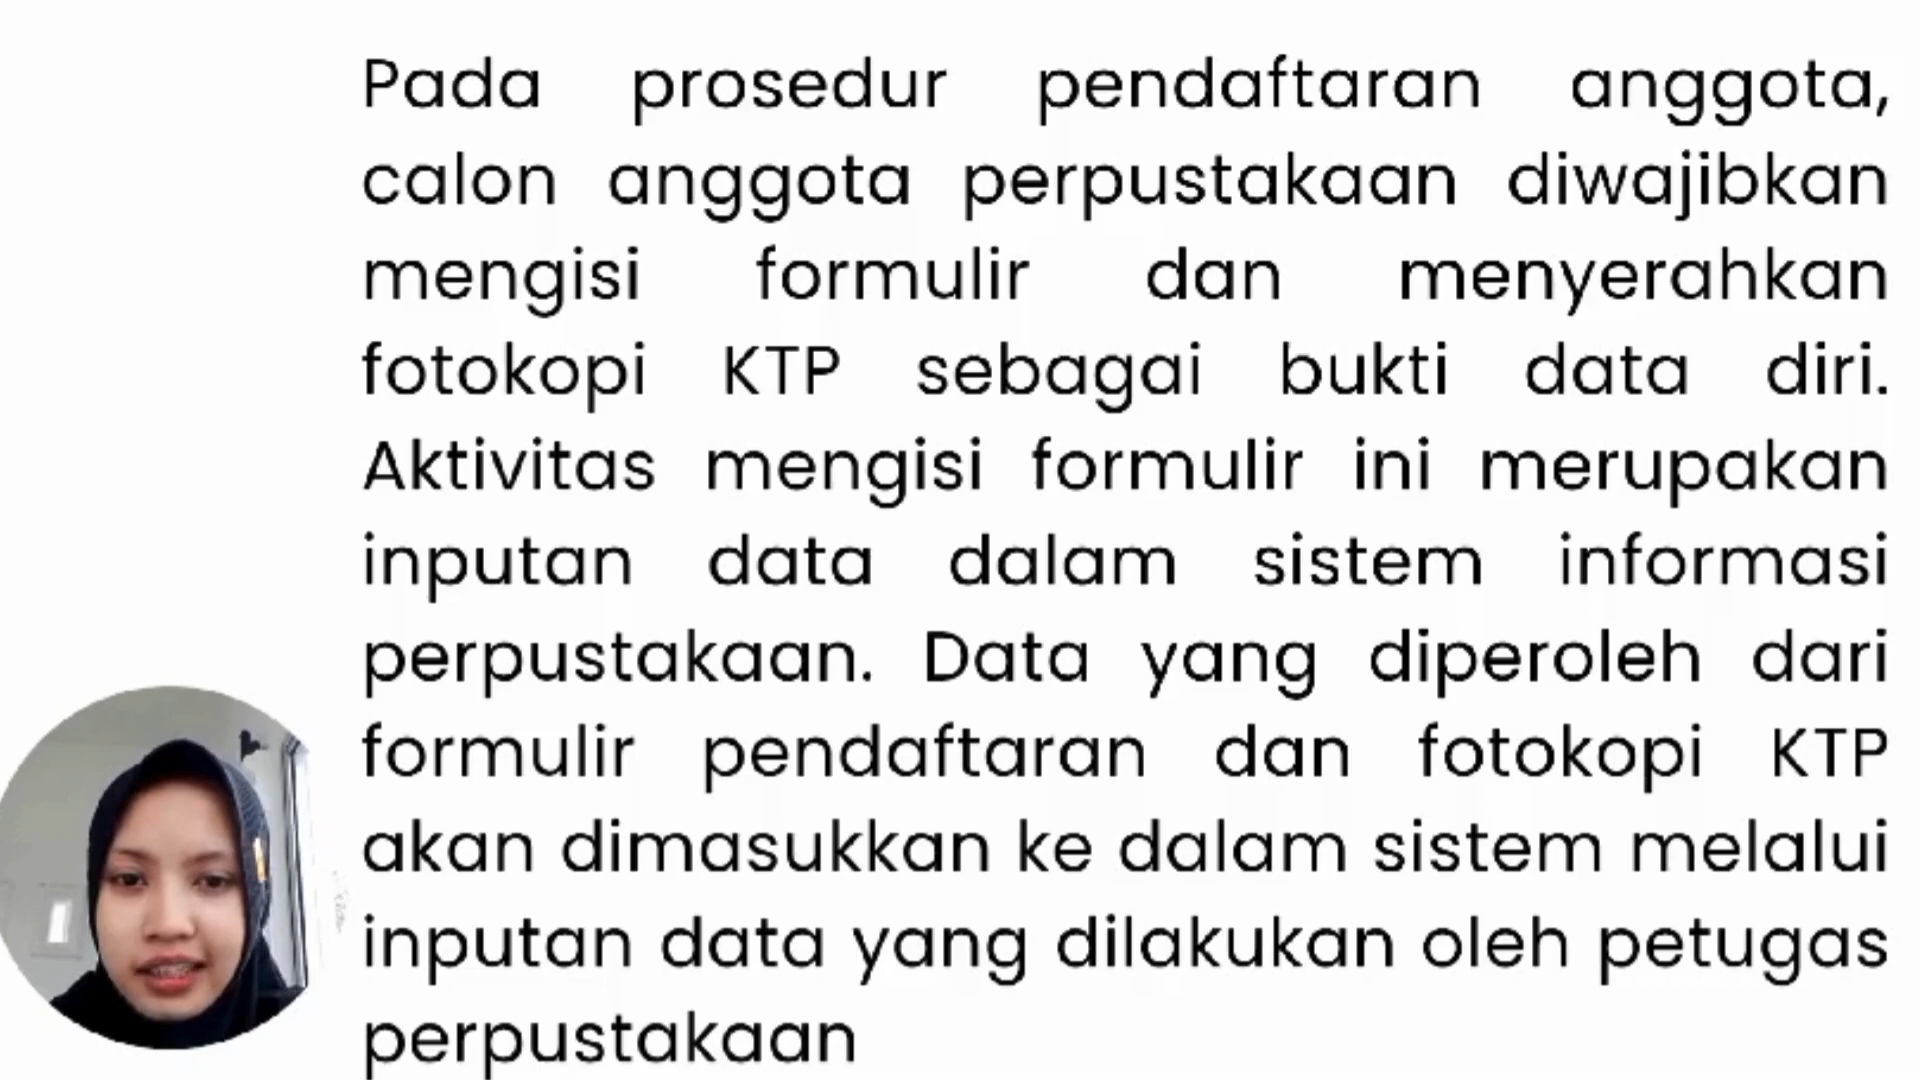 Pada prosedur pendaftaran anggota,
calon anggota perpustakaan diwajibkan
mengisi formulir dan menyerahkan
fotokopi KTP sebagai bukti data diri.
Aktivitas mengisi formulir ini merupakan
inputan data dalam sistem informasi
perpustakaan. Data yang diperoleh dari
formulir pendaftaran dan fotokopi KTP
akan dimasukkan ke dalam sistem melalui
inputan data yang dilakukan oleh petugas
perpustakaan